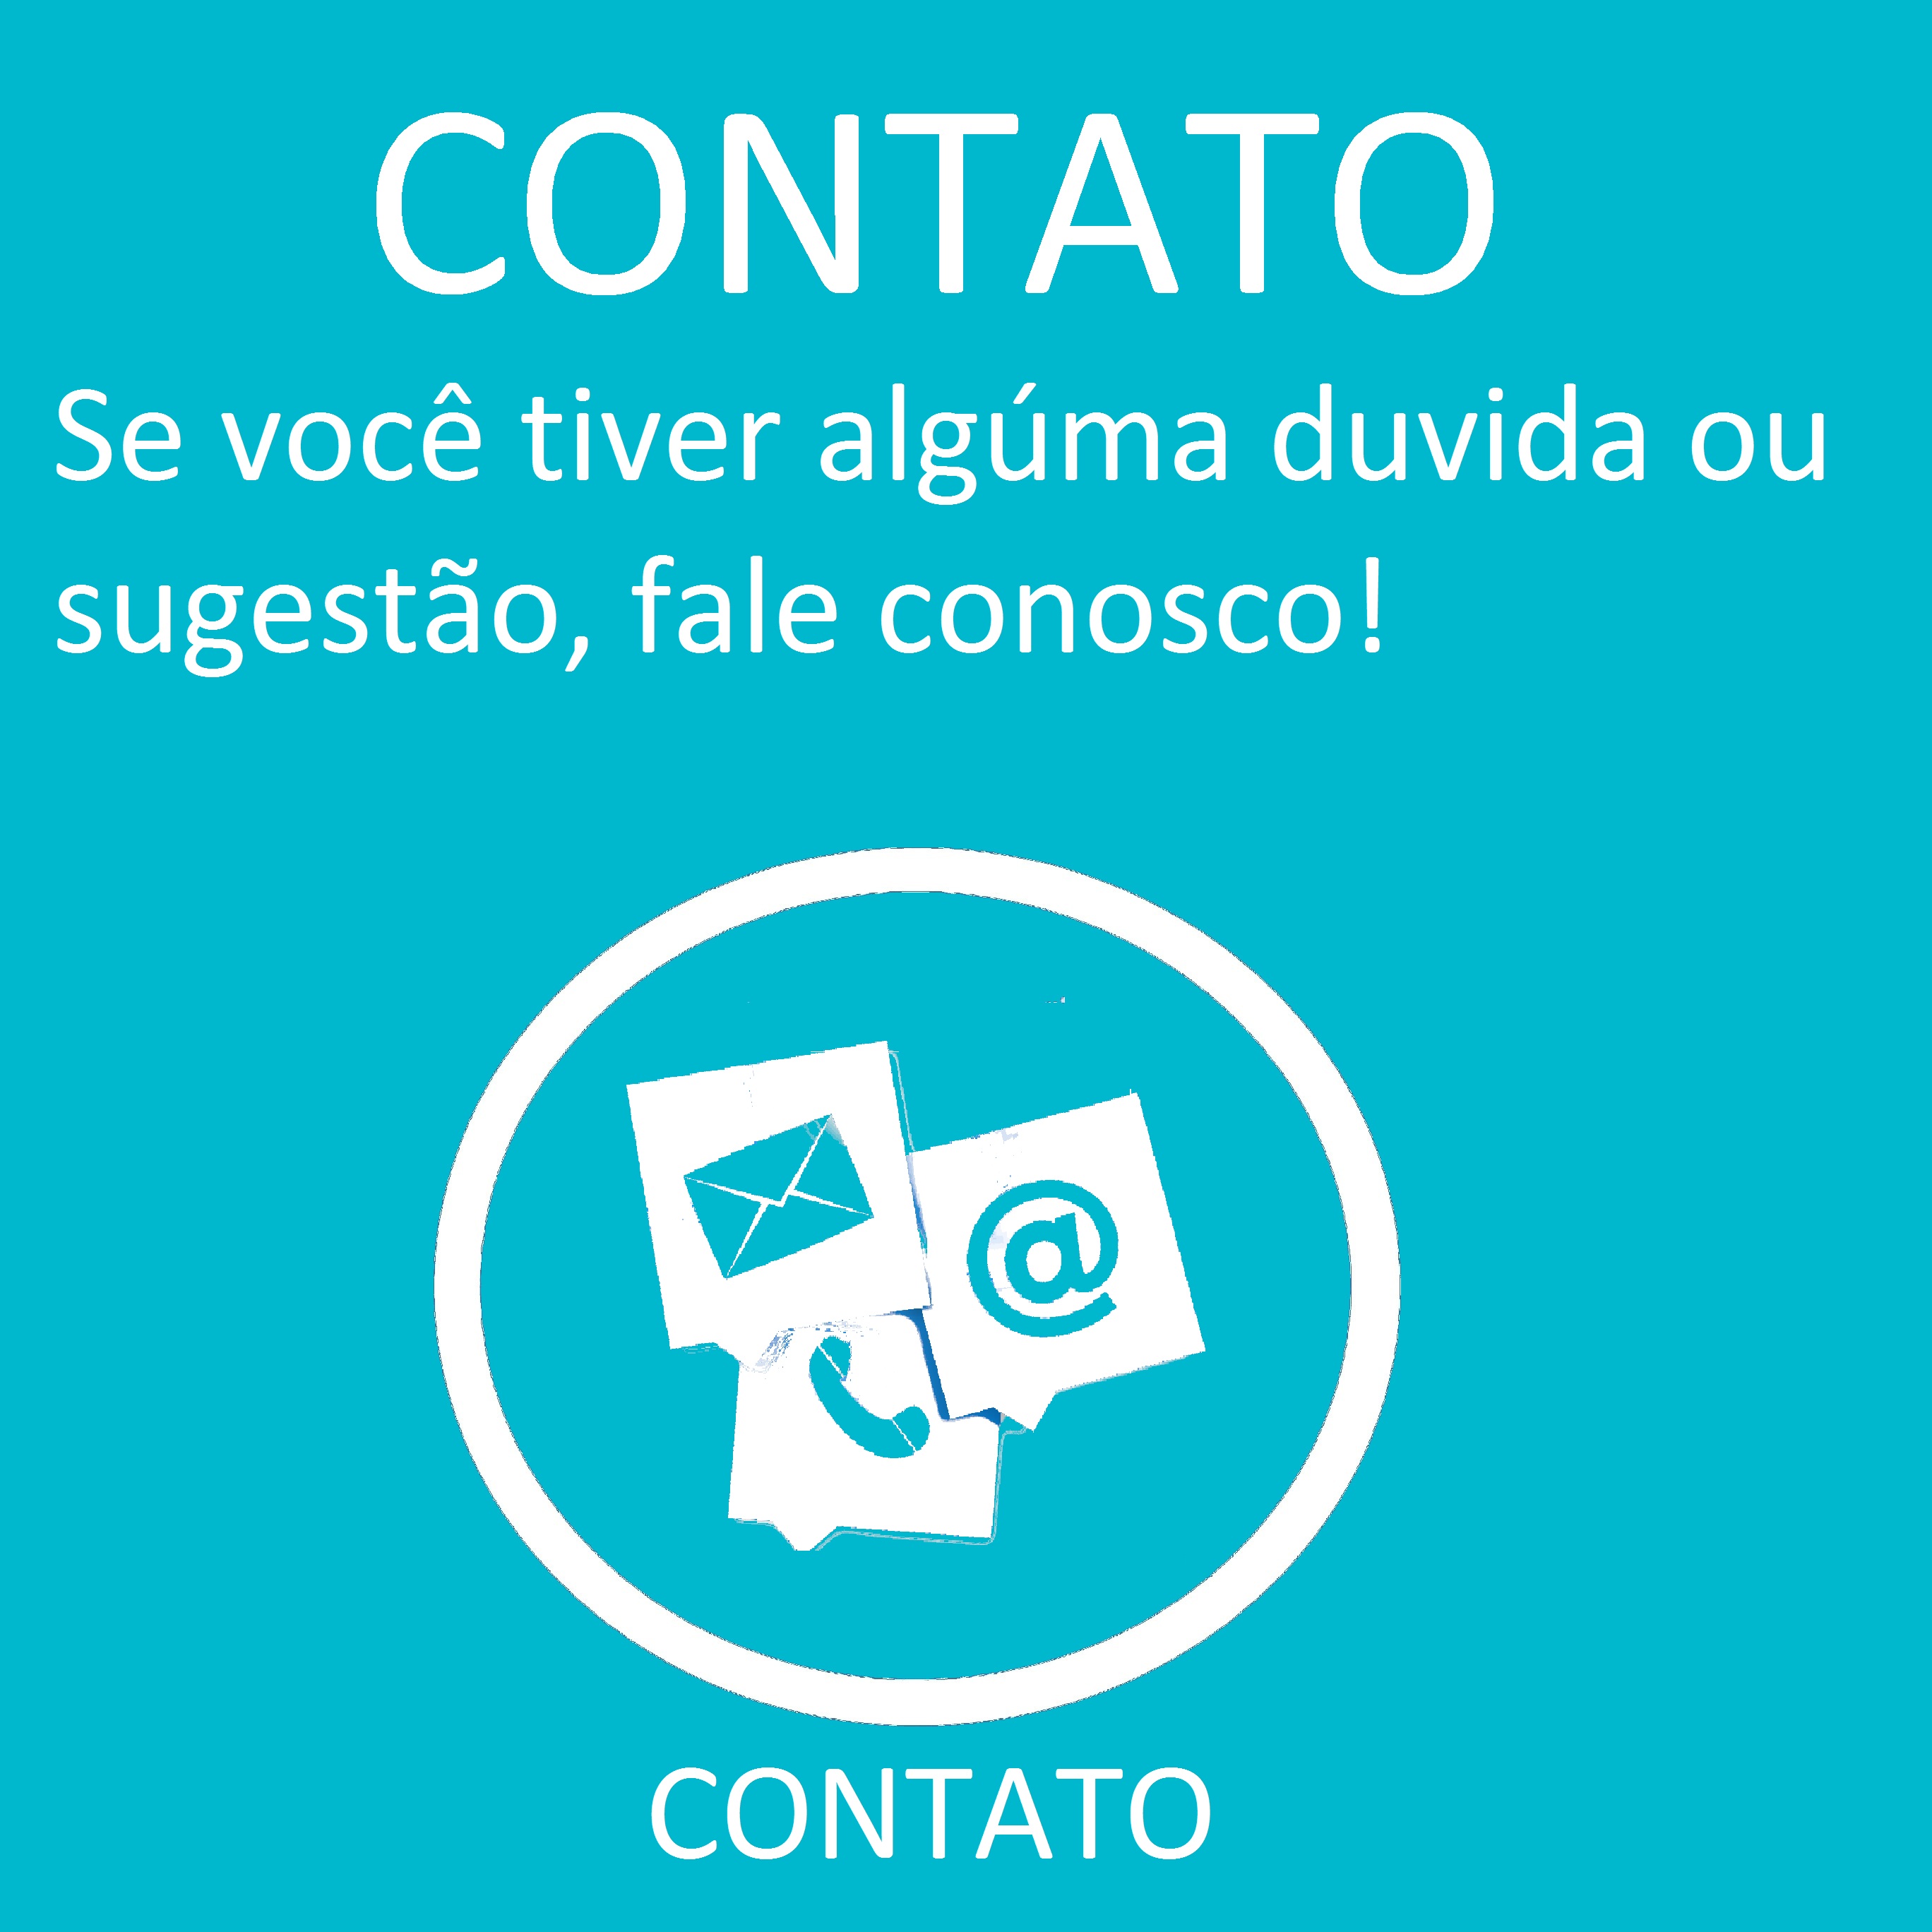 CONTATO
Se você tiver algúma duvida ou
sugestão, fale conosco!
@
CONTATO